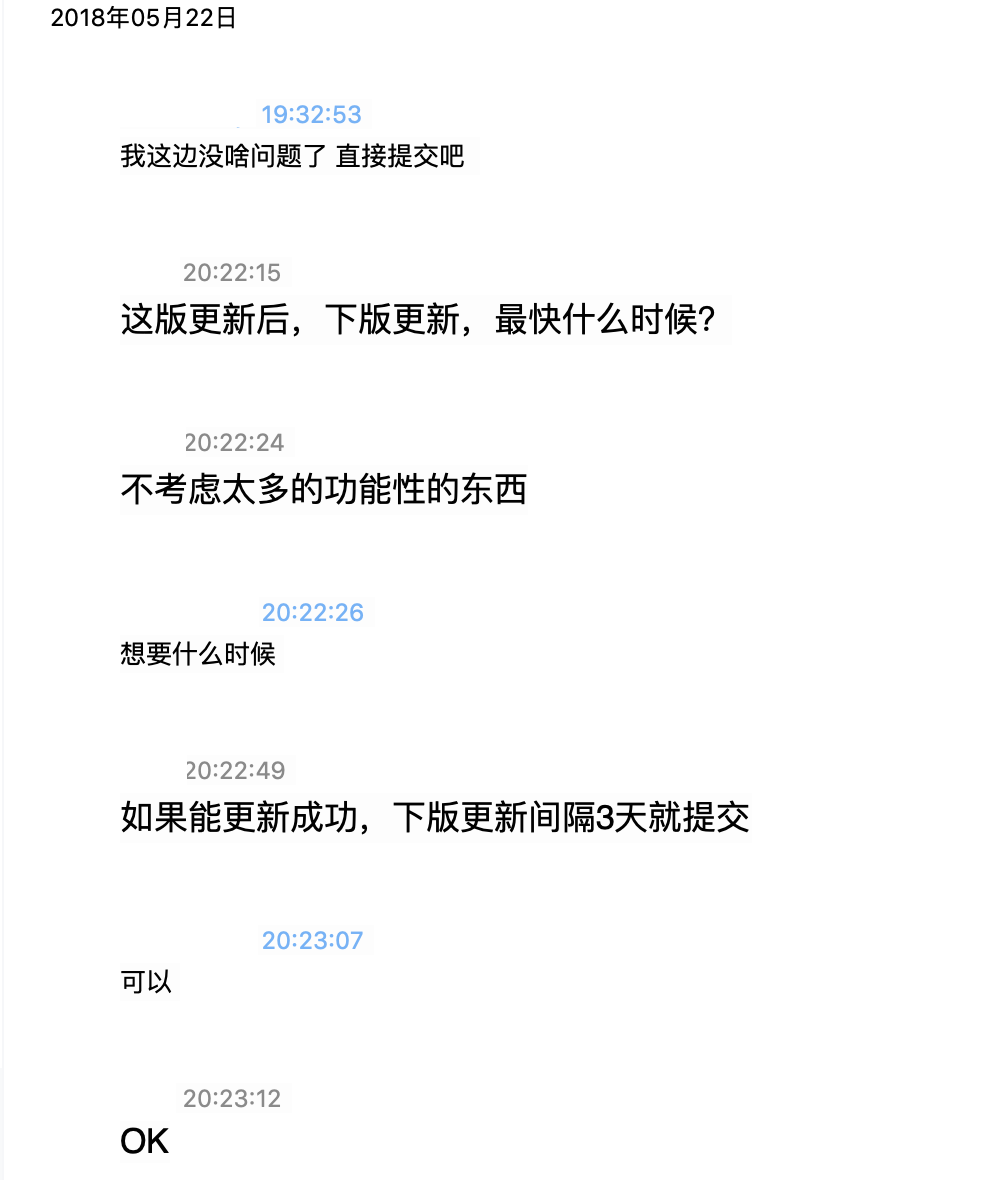 2018年05月22日
19:32:53
我这边没啥问题了 直接提交吧
20:22:15
这版更新后，下版更新，最快什么时候？
20:22:24
不考虑太多的功能性的东西
20:22:26
想要什么时候
20:22:49
如果能更新成功，下版更新间隔3天就提交
20:23:07
可以
20:23:12
OK